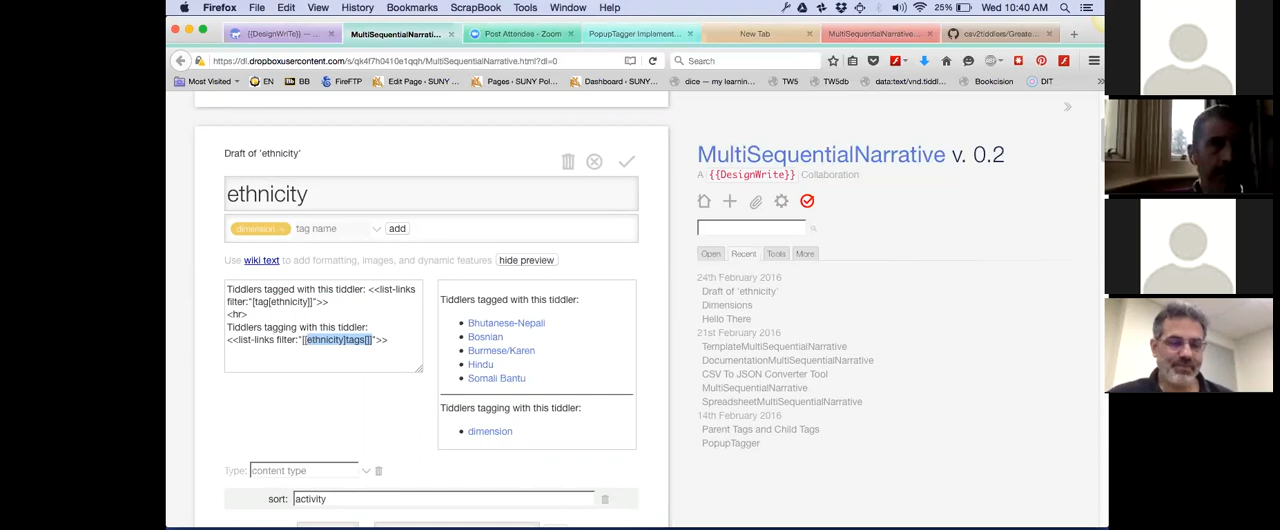 Firefox File Edit View History Bookmarks ScrapBook Tools Window Help 25% Wed 10:40 AM
{{DesignWriTe}} — ... MultiSequentialNarrati... Post Attendee - Zoom PopupTagger Implement... New Tab MultiSequentialNarrative... csv2tiddlers/Greate...
https://dl.dropboxusercontent.com/s/qk4f7h0410e1qqh/MultiSequentialNarrative.html?dl=0 Search
Most Visited EN BB FireFTP Edit Page ‹ SUNY ... Pages ‹ SUNY Pol... Dashboard ‹ SUNY... dice — my learnin... TW5 TW5db data:text/vnd.tiddl... Bookcision DIT
Draft of 'ethnicity'
ethnicity
dimension × tag name add
Use wiki text to add formatting, images, and dynamic features hide preview
Tiddlers tagged with this tiddler: <<list-links
filter:"[tag[ethnicity]]">>
<hr>
Tiddlers tagging with this tiddler:
<<list-links filter:"[[ethnicity]tags[]]">>
Tiddlers tagged with this tiddler:
Bhutanese-Nepali
Bosnian
Burmese/Karen
Hindu
Somali Bantu
Tiddlers tagging with this tiddler:
dimension
Type: content type
sort: activity
»
MultiSequentialNarrative v. 0.2
A {{DesignWrite}} Collaboration
Open Recent Tools More
24th February 2016
Draft of 'ethnicity'
Dimensions
Hello There
21st February 2016
TemplateMultiSequentialNarrative
DocumentationMultiSequentialNarrative
CSV To JSON Converter Tool
MultiSequentialNarrative
SpreadsheetMultiSequentialNarrative
14th February 2016
Parent Tags and Child Tags
PopupTagger